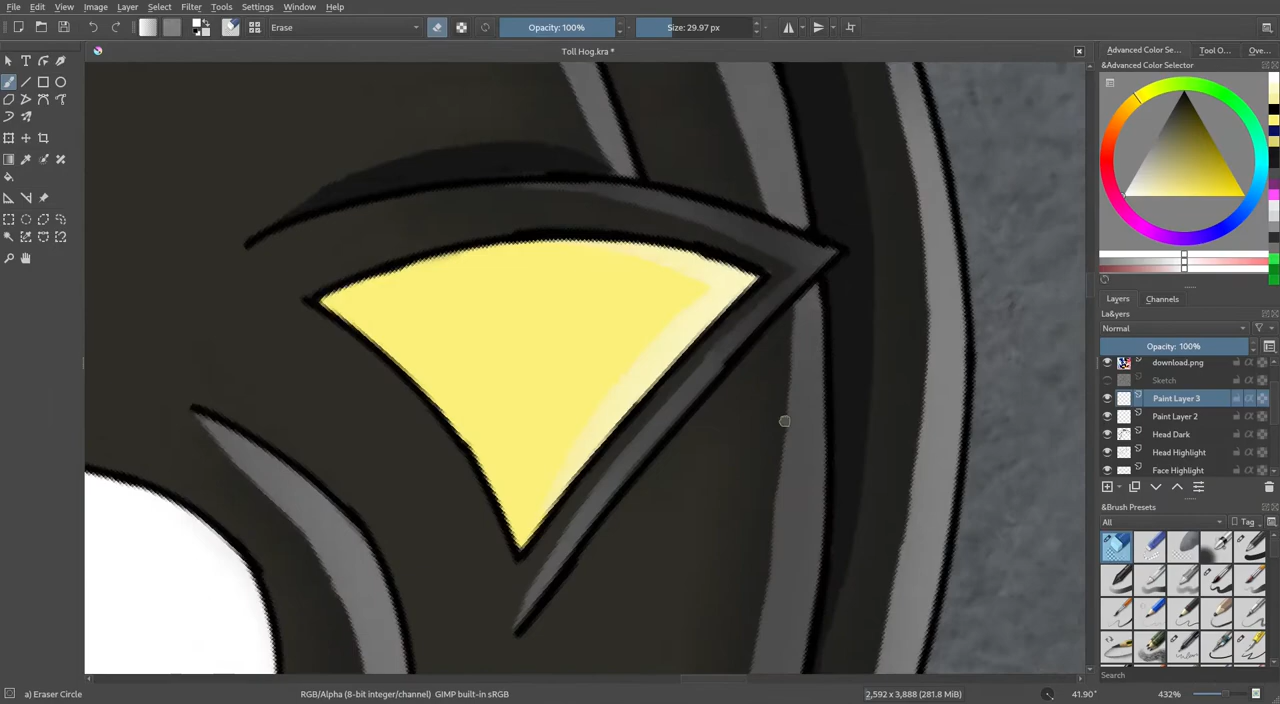 File Edit View Image Layer Select Filter Tools Settings Window Help
Erase Opacity: 100% Size: 29.97 px
Toll Hog.kra *
Advanced Color Se... Tool O... Ove...
&Advanced Color Selector
Layers Channels
La&yers
Normal
Opacity: 100%
download.png
Sketch
Paint Layer 3
Paint Layer 2
Head Dark
Head Highlight
Face Highlight
&Brush Presets
All Tag
Search
a) Eraser Circle RGB/Alpha (8-bit integer/channel) GIMP built-in sRGB 2,592 x 3,888 (281.8 MiB) 41.90° 432%